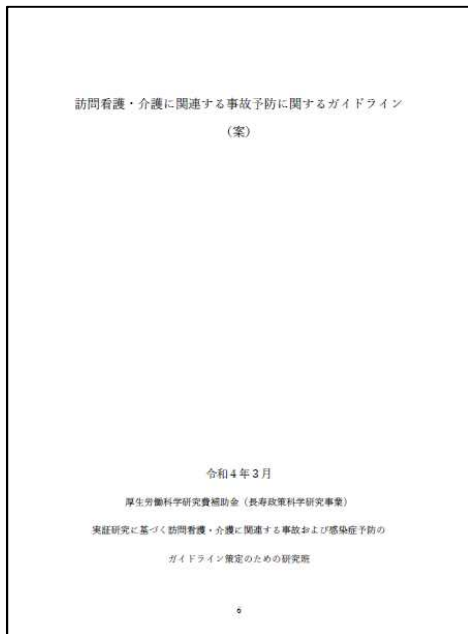 訪問看護・介護に関連する事故予防に関するガイドライン
（案）
令和４年３月
厚生労働科学研究費補助金（長寿政策科学研究事業）
実証研究に基づく訪問看護・介護に関連する事故および感染症予防の
ガイドライン策定のための研究班
6